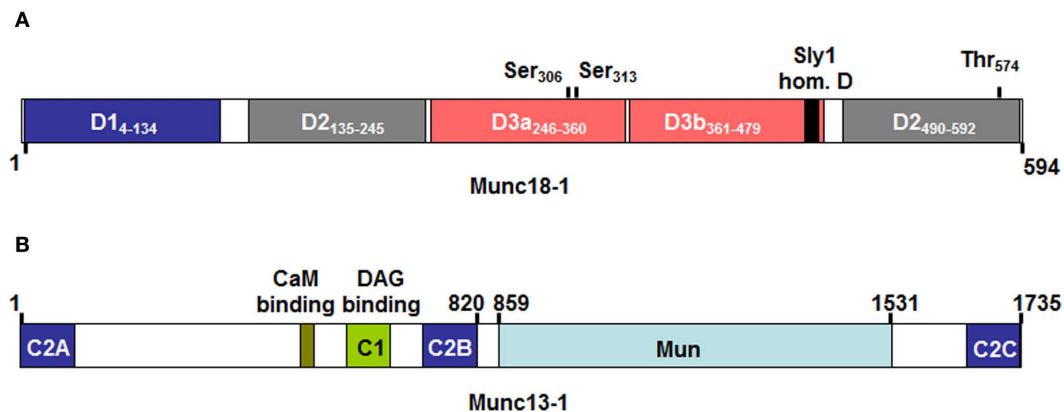 A
Ser306 Ser313
Sly1
hom. D
Thr574
D14-134 D2135-245 D3a246-360 D3b361-479 D2490-592
1 594
Munc18-1
B
CaM
binding
DAG
binding
1 820 859 1531 1735
C2A C1 C2B Mun C2C
Munc13-1